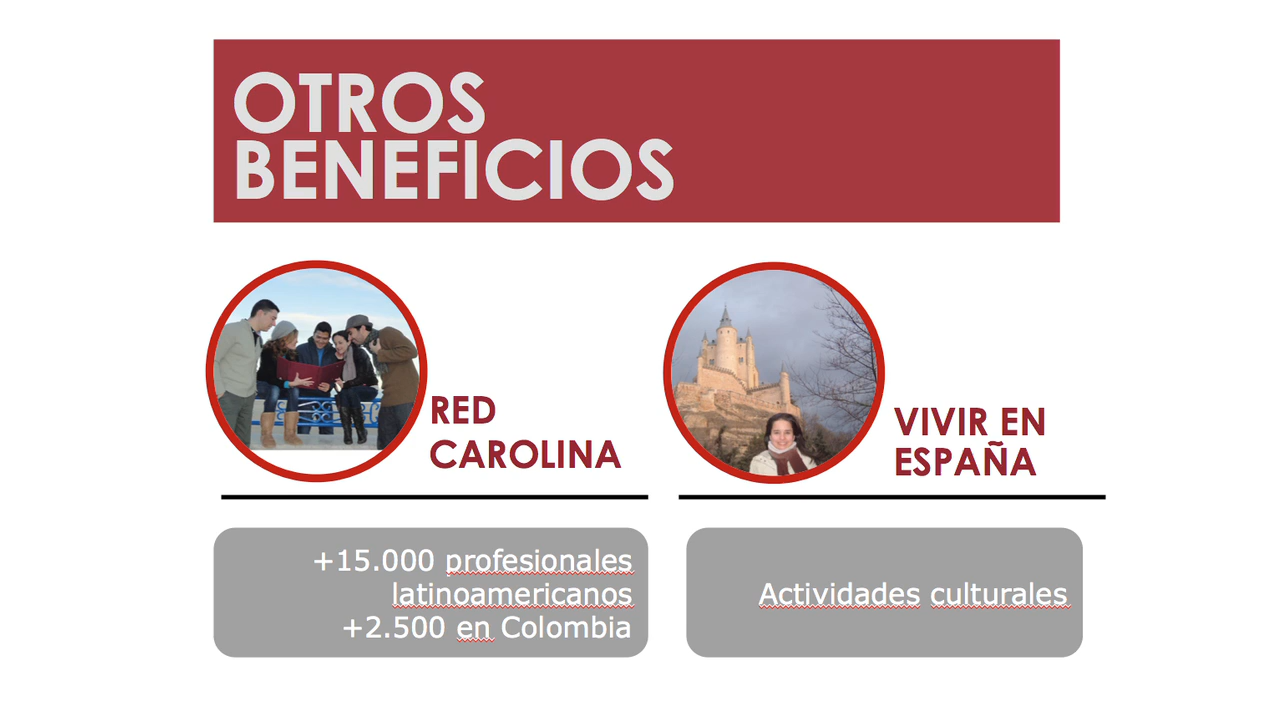 OTROS
BENEFICIOS
RED
CAROLINA
+15.000 profesionales
latinoamericanos
+2.500 en Colombia
VIVIR EN
ESPAÑA
Actividades culturales